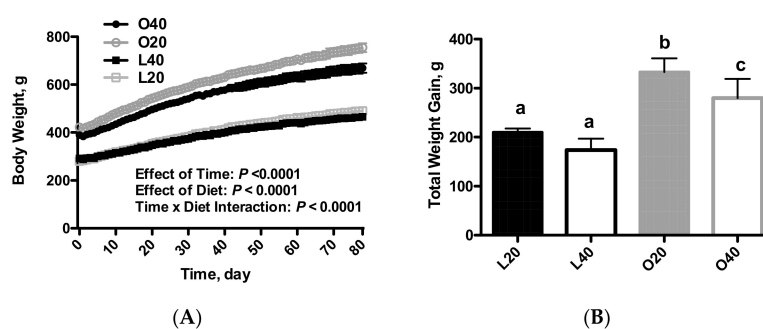 A
O40
O20
L40
L20
800
600
400
200
0
Body Weight, g
Effect of Time: P <0.0001
Effect of Diet: P < 0.0001
Time x Diet Interaction: P < 0.0001
0 10 20 30 40 50 60 70 80
Time, day
(A)
B
400
300
200
100
0
Total Weight Gain, g
a a b c
L20 L40 O20 O40
(B)